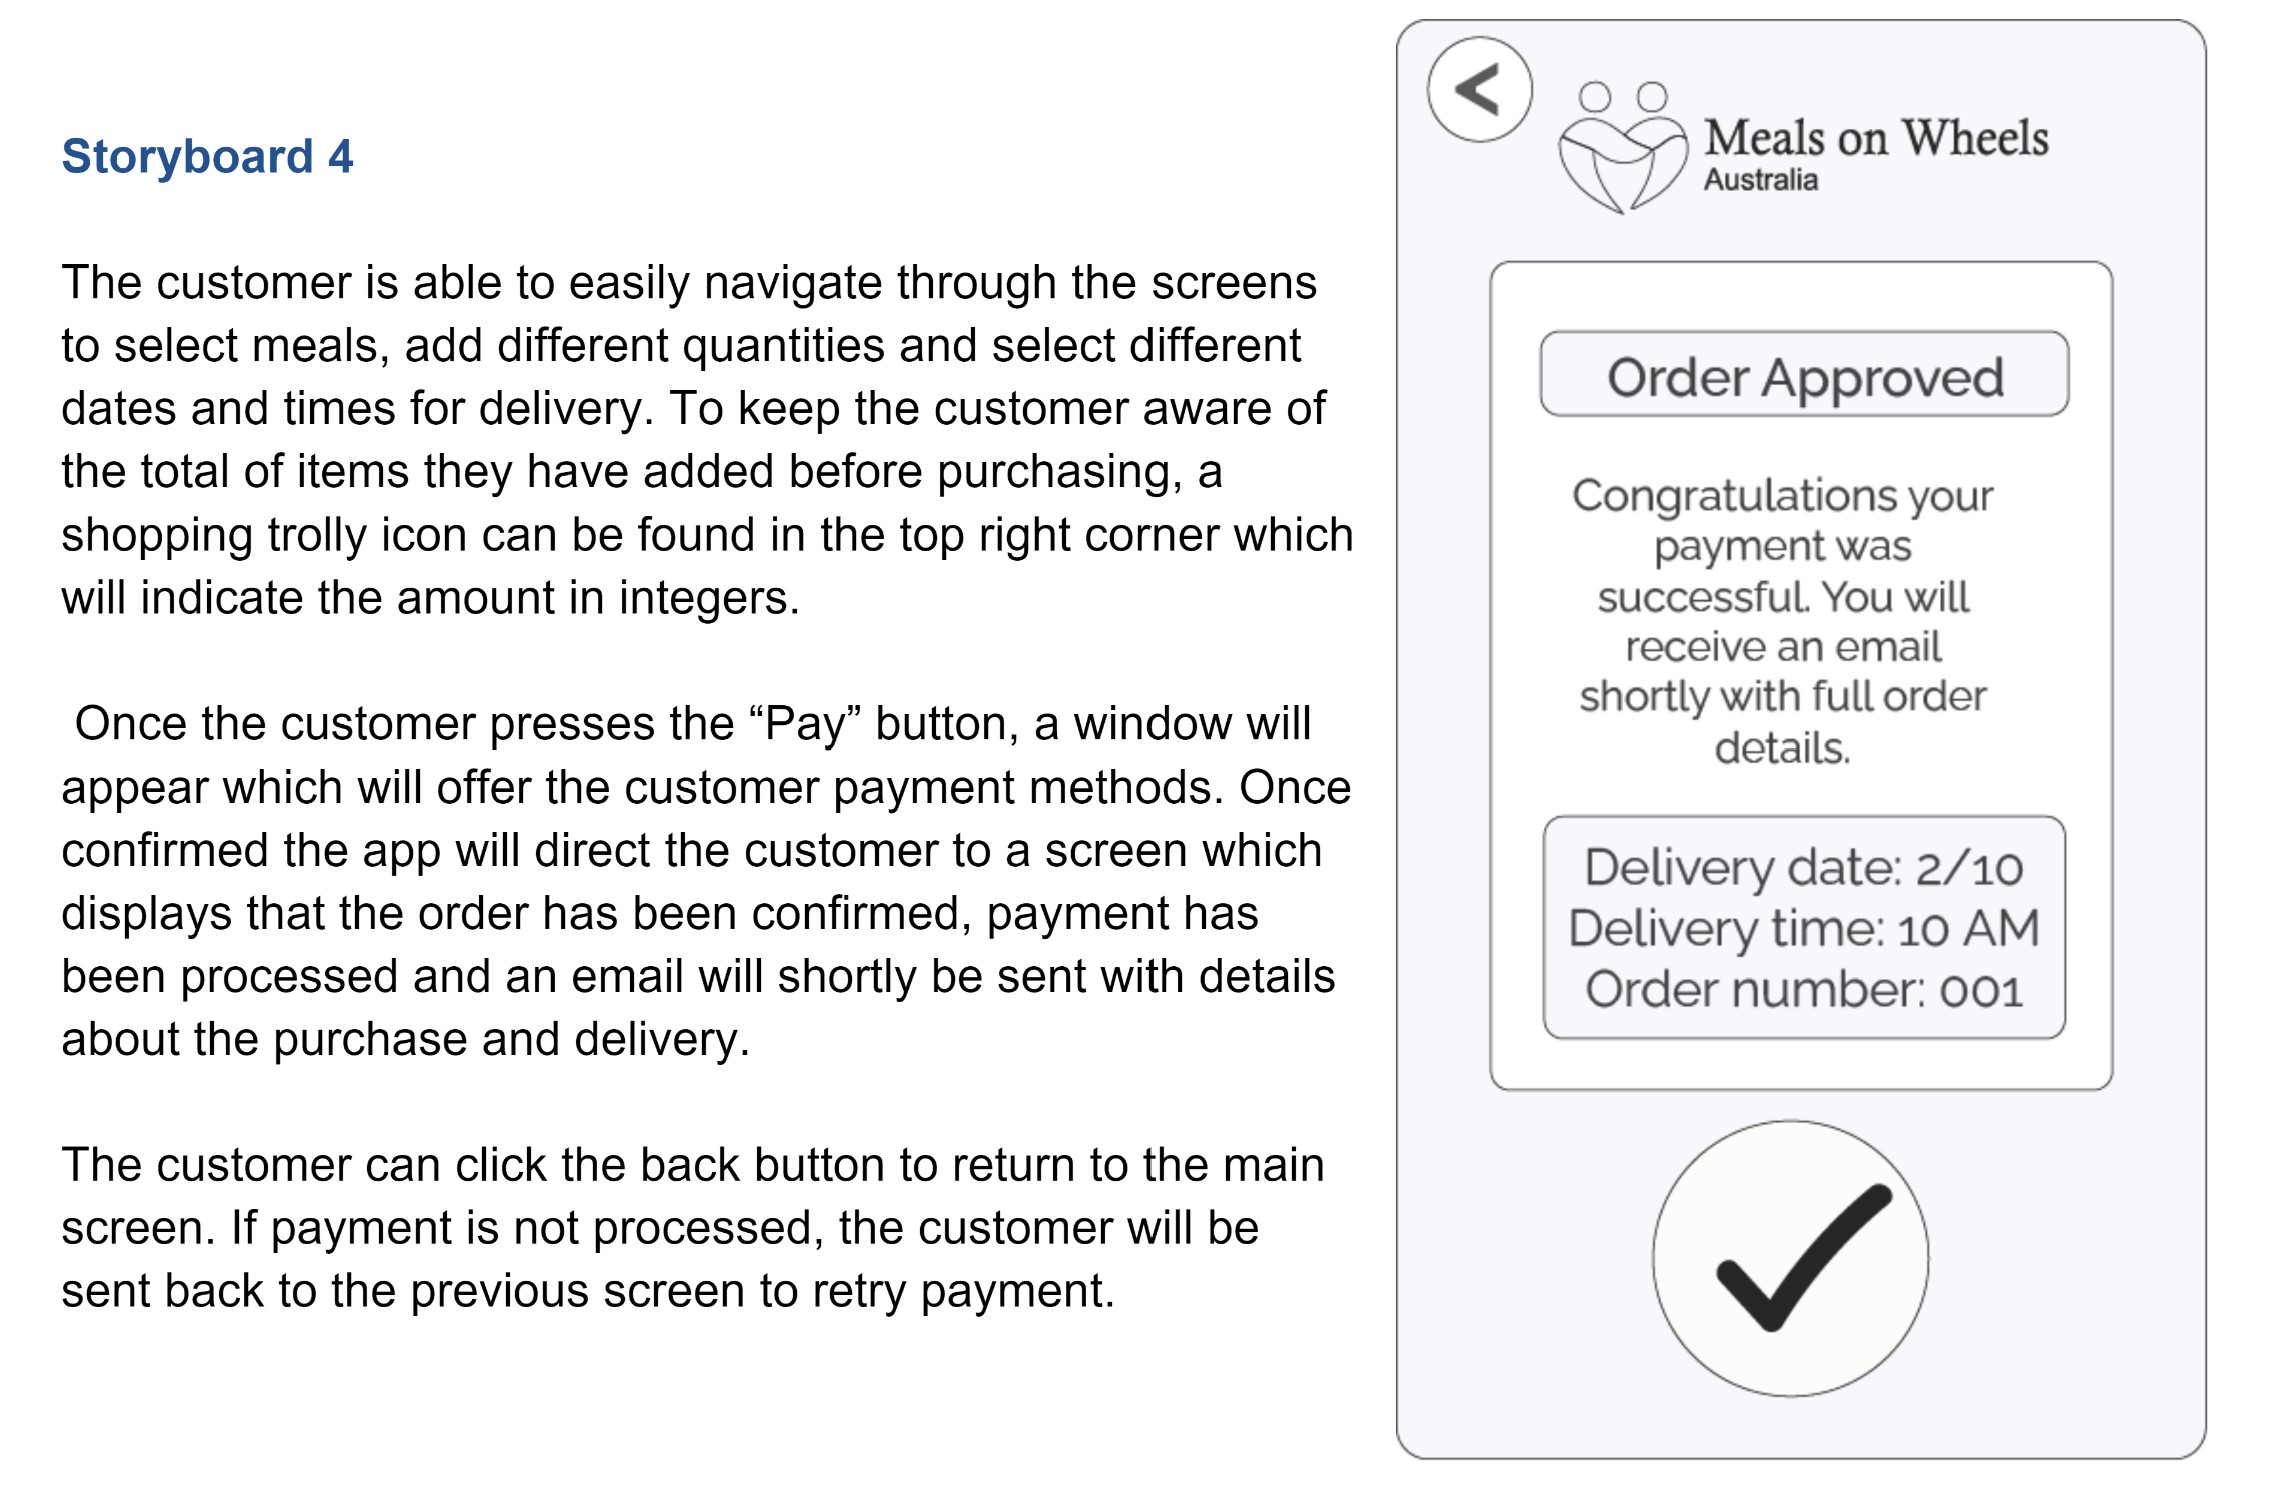 Storyboard 4
The customer is able to easily navigate through the screens
to select meals, add different quantities and select different
dates and times for delivery. To keep the customer aware of
the total of items they have added before purchasing, a
shopping trolly icon can be found in the top right corner which
will indicate the amount in integers.
Once the customer presses the “Pay” button, a window will
appear which will offer the customer payment methods. Once
confirmed the app will direct the customer to a screen which
displays that the order has been confirmed, payment has
been processed and an email will shortly be sent with details
about the purchase and delivery.
The customer can click the back button to return to the main
screen. If payment is not processed, the customer will be
sent back to the previous screen to retry payment.
<
Meals on Wheels
Australia
Order Approved
Congratulations your
payment was
successful. You will
receive an email
shortly with full order
details.
Delivery date: 2/10
Delivery time: 10 AM
Order number: 001